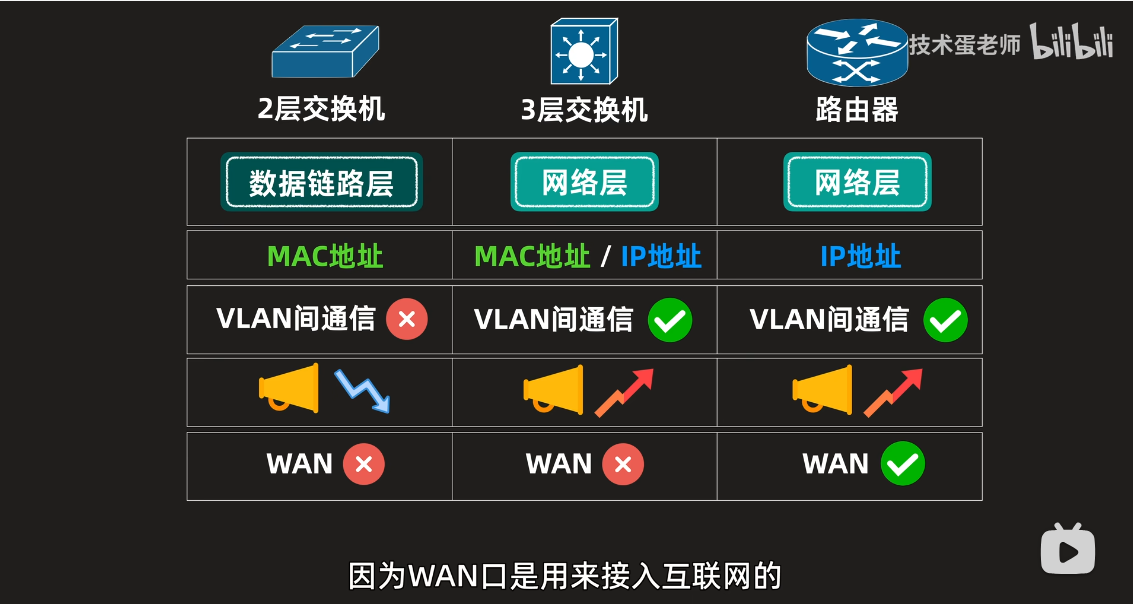 技术蛋老师 bilibili
2层交换机 3层交换机 路由器
数据链路层 网络层 网络层
MAC地址 MAC地址 / IP地址 IP地址
VLAN间通信 VLAN间通信 VLAN间通信
WAN WAN WAN
因为WAN口是用来接入互联网的